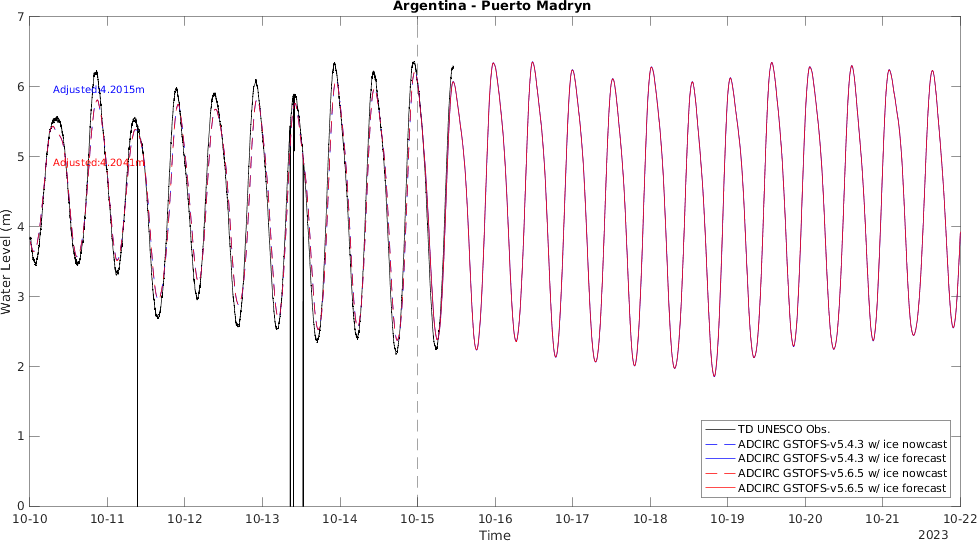 Argentina - Puerto Madryn
7
6
5
4
3
2
1
0
Water Level (m)
Adjusted:4.2015m
Adjusted:4.2041m
TD UNESCO Obs.
ADCIRC GSTOFS-v5.4.3 w/ ice nowcast
ADCIRC GSTOFS-v5.4.3 w/ ice forecast
ADCIRC GSTOFS-v5.6.5 w/ ice nowcast
ADCIRC GSTOFS-v5.6.5 w/ ice forecast
10-10 10-11 10-12 10-13 10-14 10-15 10-16 10-17 10-18 10-19 10-20 10-21 10-22
Time
2023